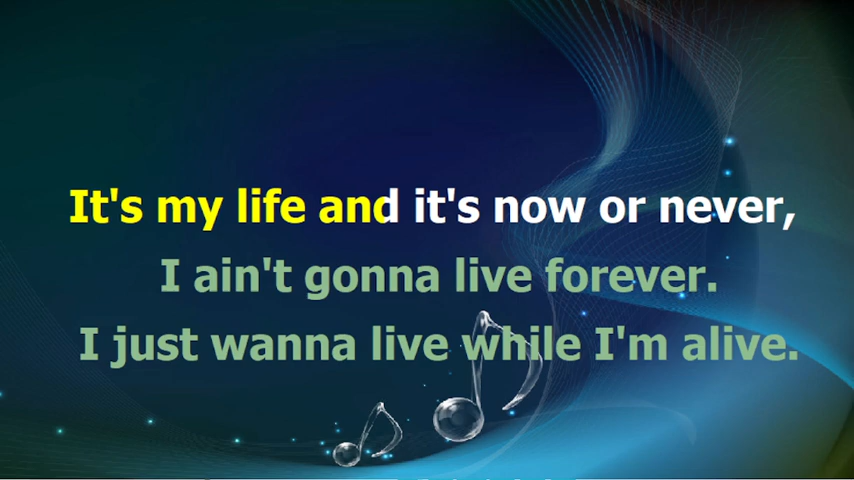 It's my life and it's now or never,
I ain't gonna live forever.
I just wanna live while I'm alive.